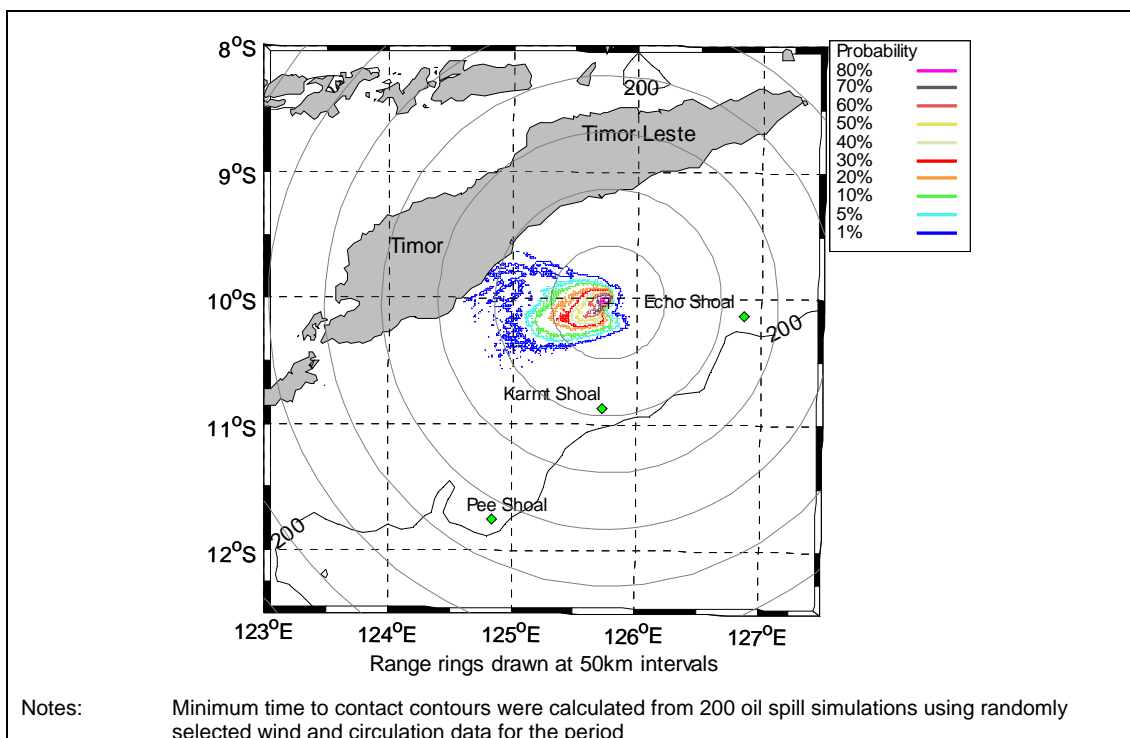 8°S
9°S
10°S
11°S
12°S
123°E
124°E
125°E
126°E
127°E
200
Timor Leste
Timor
Echo Shoal
200
Karmt Shoal
Pee Shoal
200
Range rings drawn at 50km intervals
Probability
80%
70%
60%
50%
40%
30%
20%
10%
5%
1%
Notes: Minimum time to contact contours were calculated from 200 oil spill simulations using randomly
selected wind and circulation data for the period